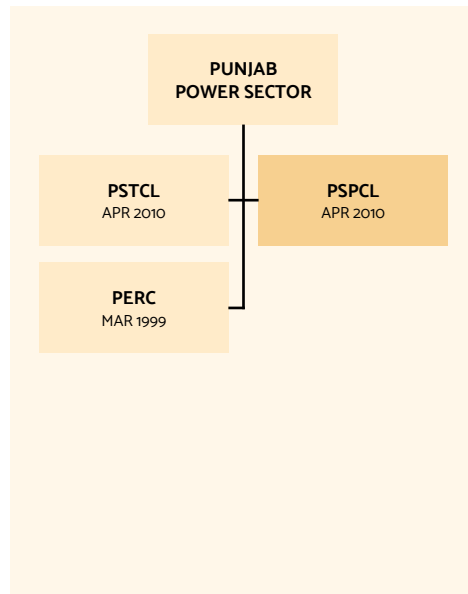 PUNJAB
POWER SECTOR
PSTCL
APR 2010
PSPCL
APR 2010
PERC
MAR 1999